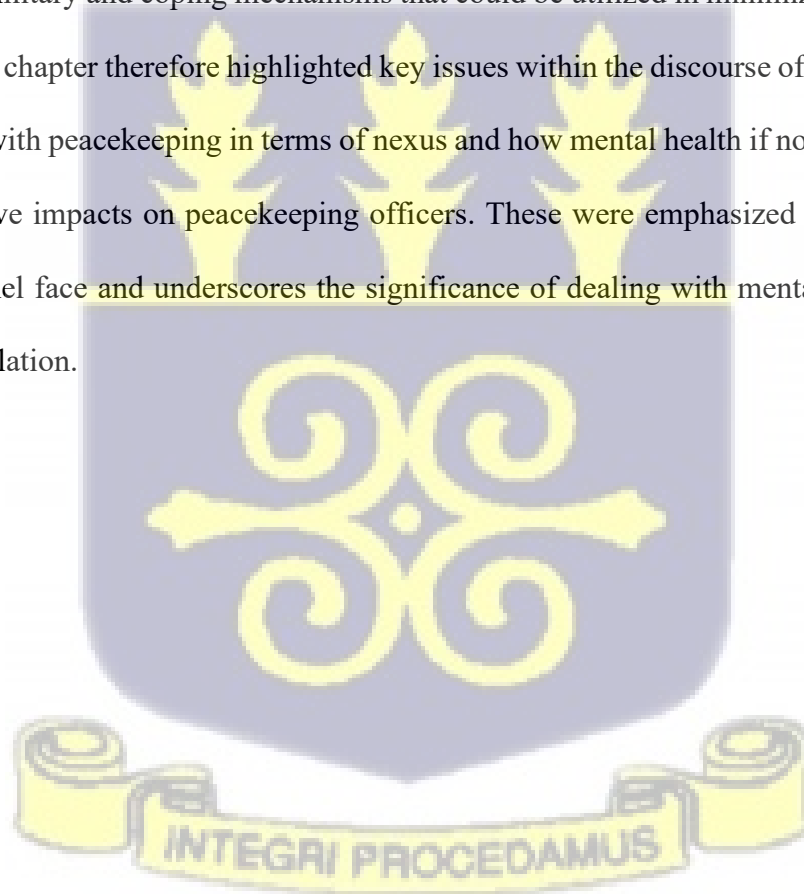 military and coping mechanisms that could be utilized in minimiz
chapter therefore highlighted key issues within the discourse of
with peacekeeping in terms of nexus and how mental health if no
ve impacts on peacekeeping officers. These were emphasized
el face and underscores the significance of dealing with menta
lation.
INTEGRI PROCEDAMUS